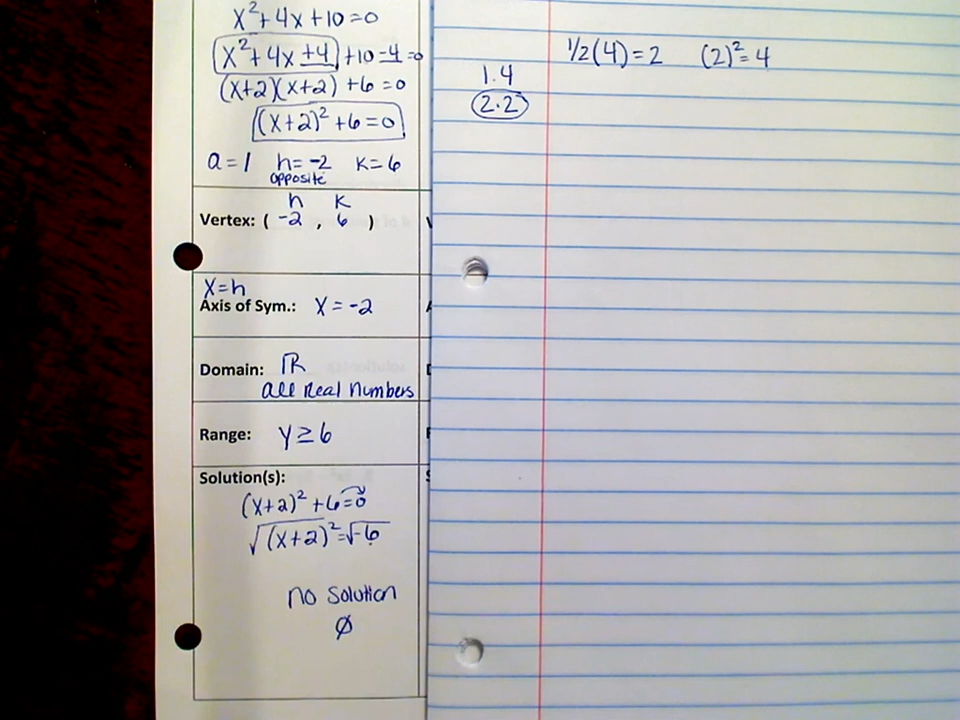 x²+4x+10=0
x²+4x+4+10-4=0
(x+2)(x+2)+6=0
(x+2)²+6=0
a=1 h=-2 k=6
opposite
h k
Vertex: ( -2 , 6 )
x=h
Axis of Sym.: x=-2
Domain: ℝ
all real numbers
Range: y≥6
Solution(s):
(x+2)²+6=0
√(x+2)²=√-6
no solution
∅
1/2(4)=2 (2)²=4
1.4
2.2